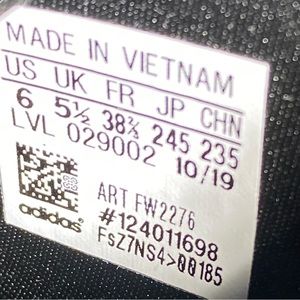 MADE IN VIETNAM
US UK FR JP CHN
6 5½ 38⅔ 245 235
LVL 029002 10/19
ART FW2276
#124011698
FsZ7NS4>00185
adidas